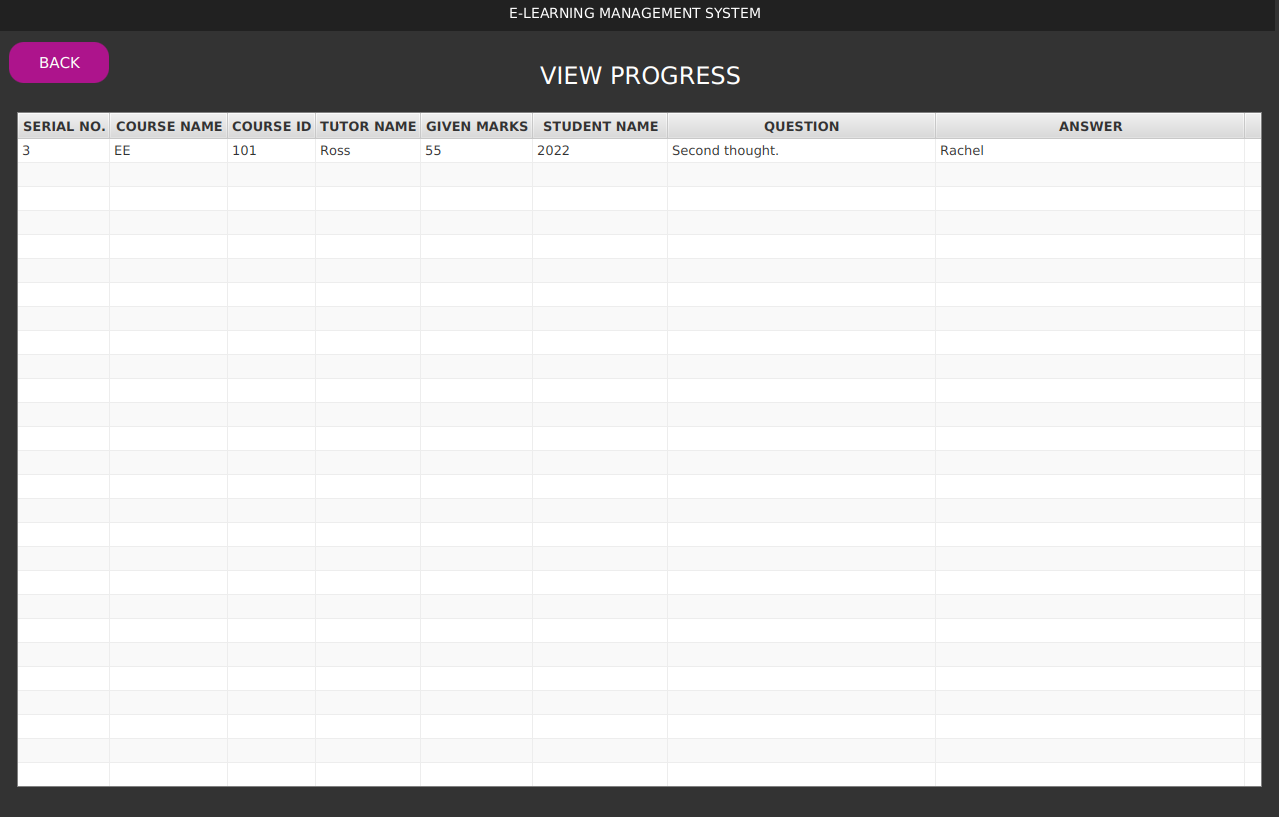 E-LEARNING MANAGEMENT SYSTEM
BACK
VIEW PROGRESS
SERIAL NO. COURSE NAME COURSE ID TUTOR NAME GIVEN MARKS STUDENT NAME QUESTION ANSWER
3 EE 101 Ross 55 2022 Second thought. Rachel